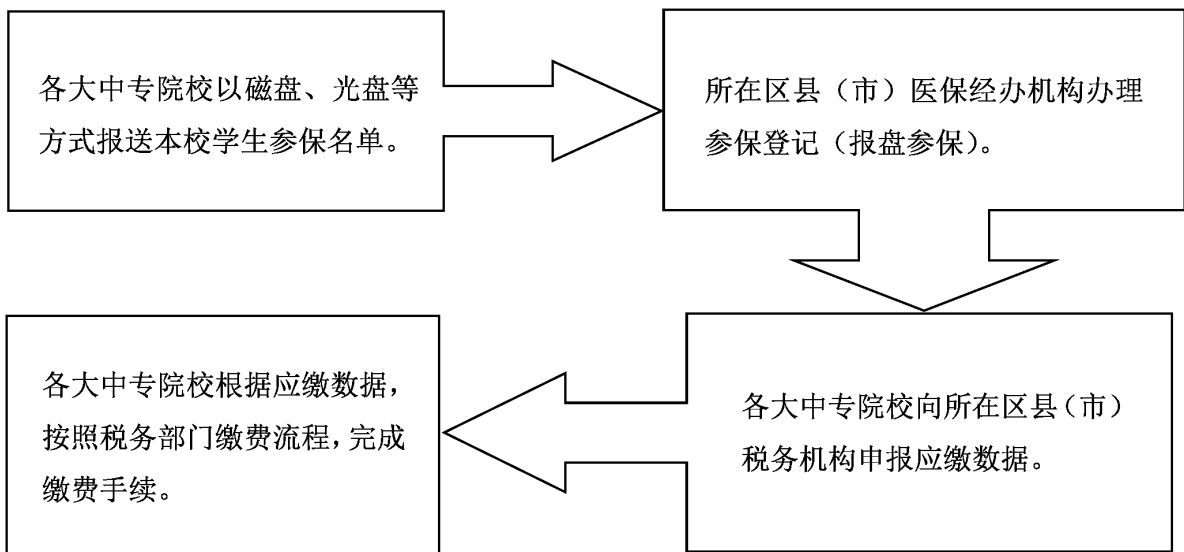 各大中专院校以磁盘、光盘等
方式报送本校学生参保名单。
所在区县（市）医保经办机构办理
参保登记（报盘参保）。
各大中专院校向所在区县（市）
税务机构申报应缴数据。
各大中专院校根据应缴数据，
按照税务部门缴费流程，完成
缴费手续。